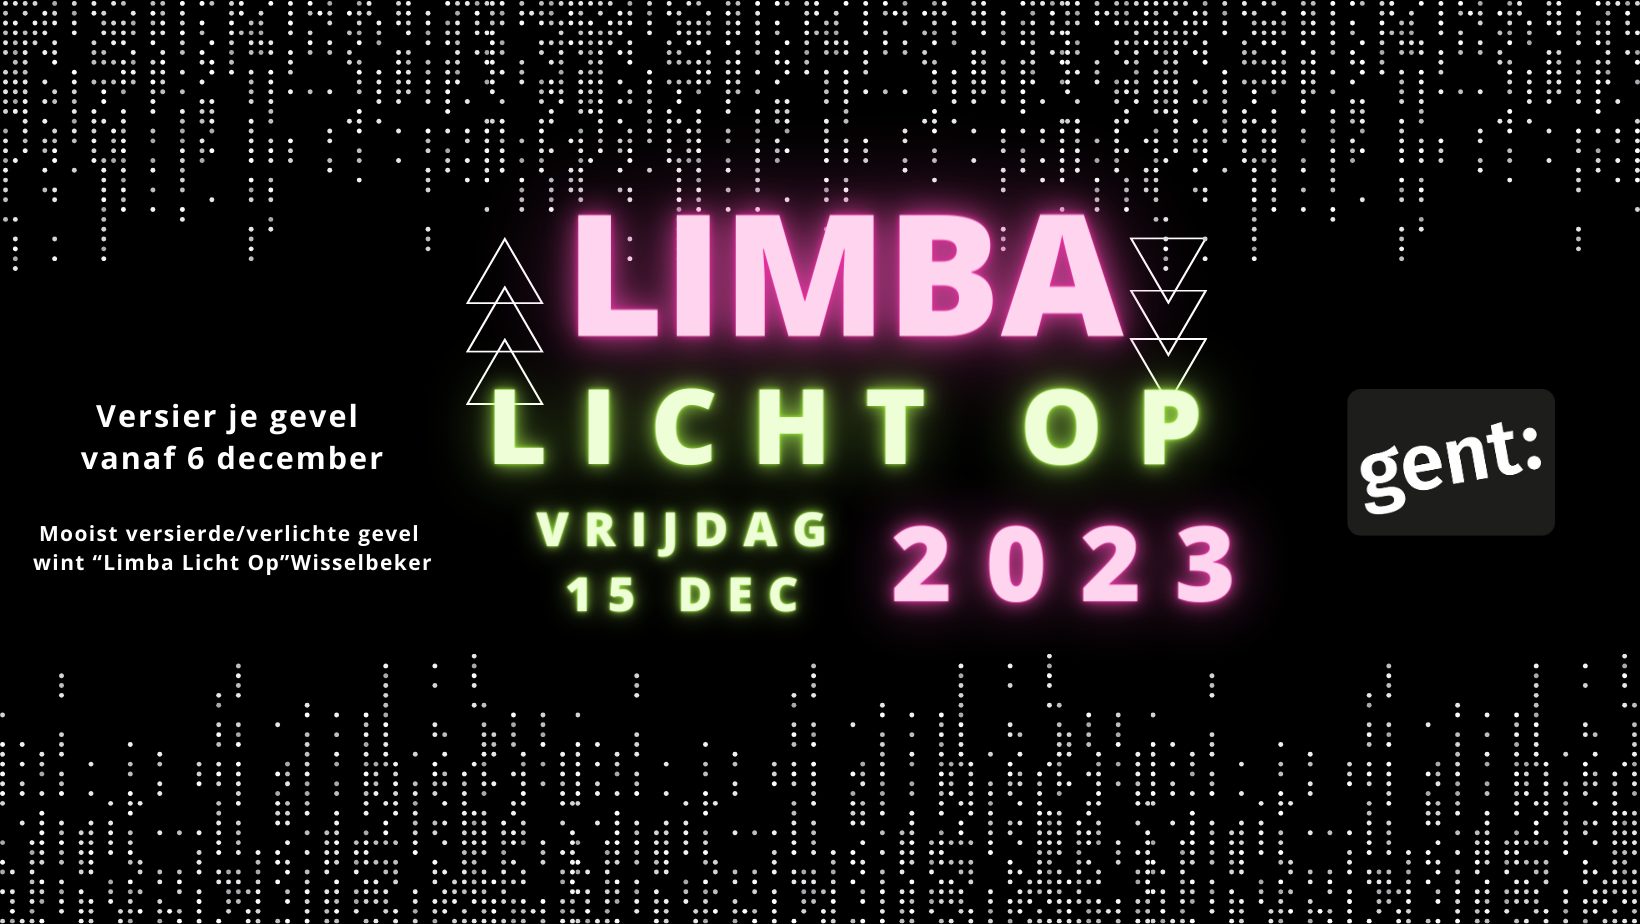 LIMBA
LICHT OP
VRIJDAG
15 DEC
2023
Versier je gevel
vanaf 6 december
Mooist versierde/verlichte gevel
wint “Limba Licht Op”Wisselbeker
gent: